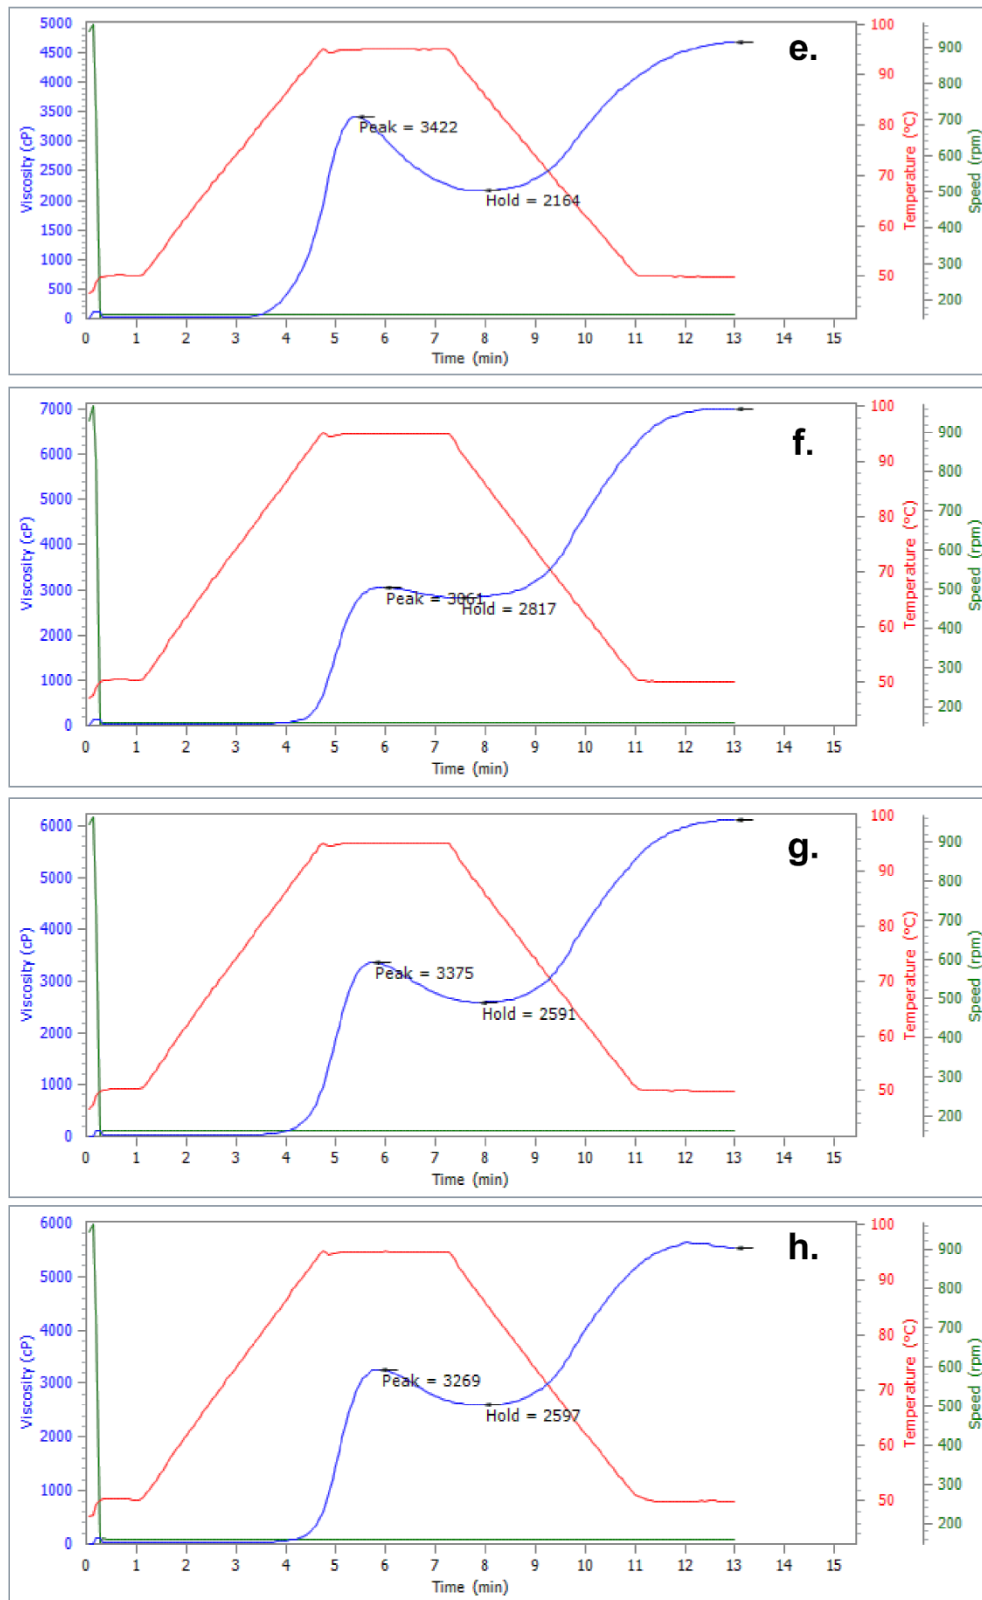 e.
Viscosity (cP)
5000
4500
4000
3500
3000
2500
2000
1500
1000
500
0
Peak = 3422
Hold = 2164
100
90
80
70
60
50
Temperature (°C)
900
800
700
600
500
400
300
200
Speed (rpm)
0 1 2 3 4 5 6 7 8 9 10 11 12 13 14 15
Time (min)
f.
Viscosity (cP)
7000
6000
5000
4000
3000
2000
1000
0
Peak = 3061
Hold = 2817
100
90
80
70
60
50
Temperature (°C)
900
800
700
600
500
400
300
200
Speed (rpm)
0 1 2 3 4 5 6 7 8 9 10 11 12 13 14 15
Time (min)
g.
Viscosity (cP)
6000
5000
4000
3000
2000
1000
0
Peak = 3375
Hold = 2591
100
90
80
70
60
50
Temperature (°C)
900
800
700
600
500
400
300
200
Speed (rpm)
0 1 2 3 4 5 6 7 8 9 10 11 12 13 14 15
Time (min)
h.
Viscosity (cP)
6000
5000
4000
3000
2000
1000
0
Peak = 3269
Hold = 2597
100
90
80
70
60
50
Temperature (°C)
900
800
700
600
500
400
300
200
Speed (rpm)
0 1 2 3 4 5 6 7 8 9 10 11 12 13 14 15
Time (min)